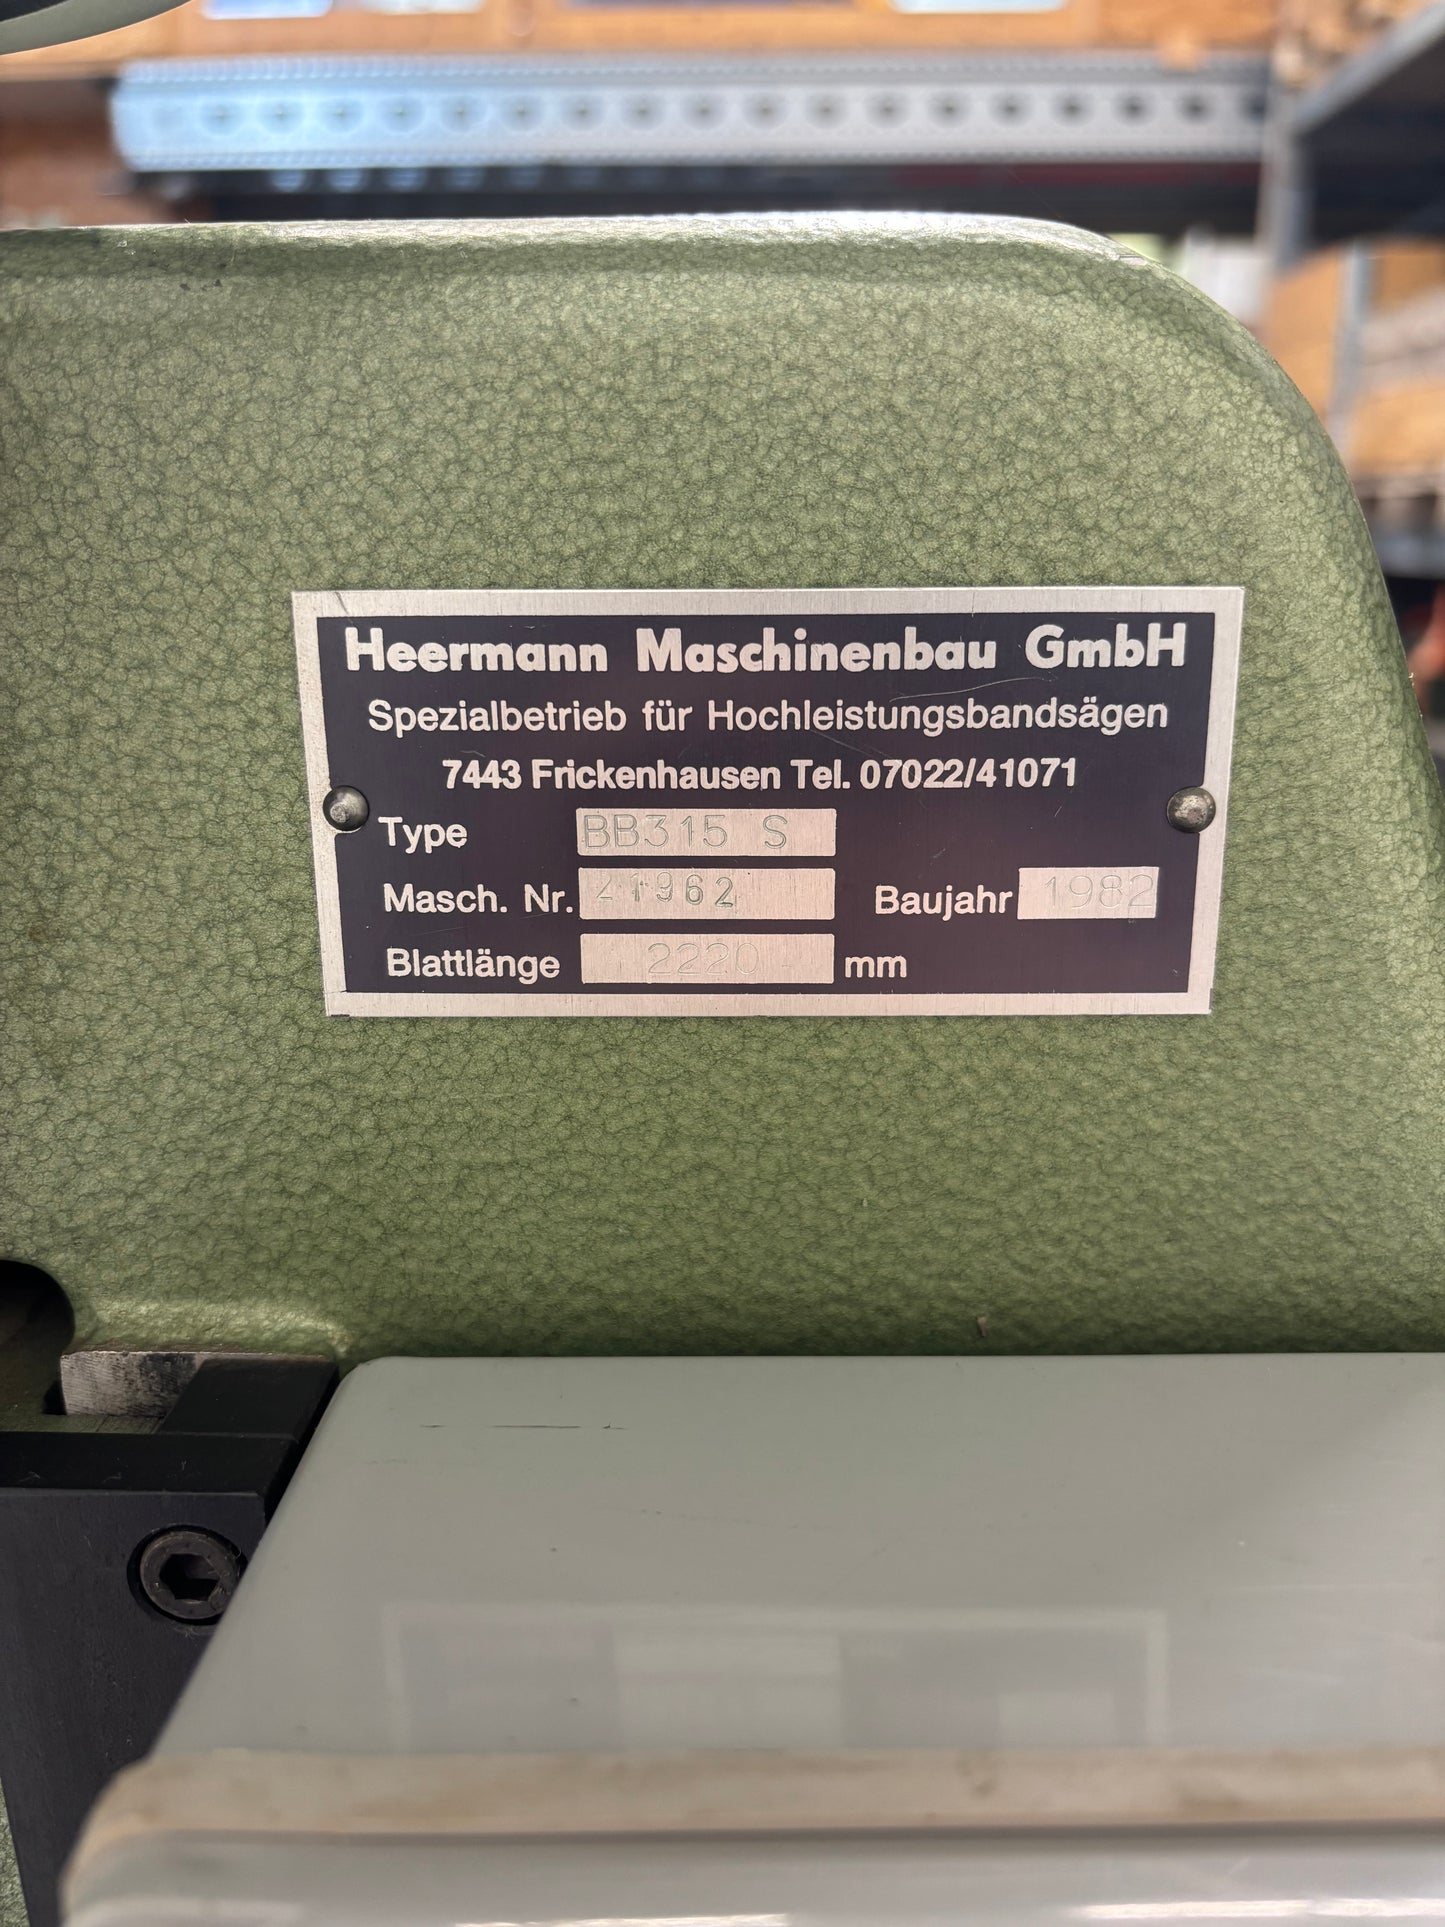 Heermann Maschinenbau GmbH
Spezialbetrieb für Hochleistungsbandsägen
7443 Frickenhausen Tel. 07022/41071
Type BB315 S
Masch. Nr. 21962 Baujahr 1982
Blattlänge 2220 mm